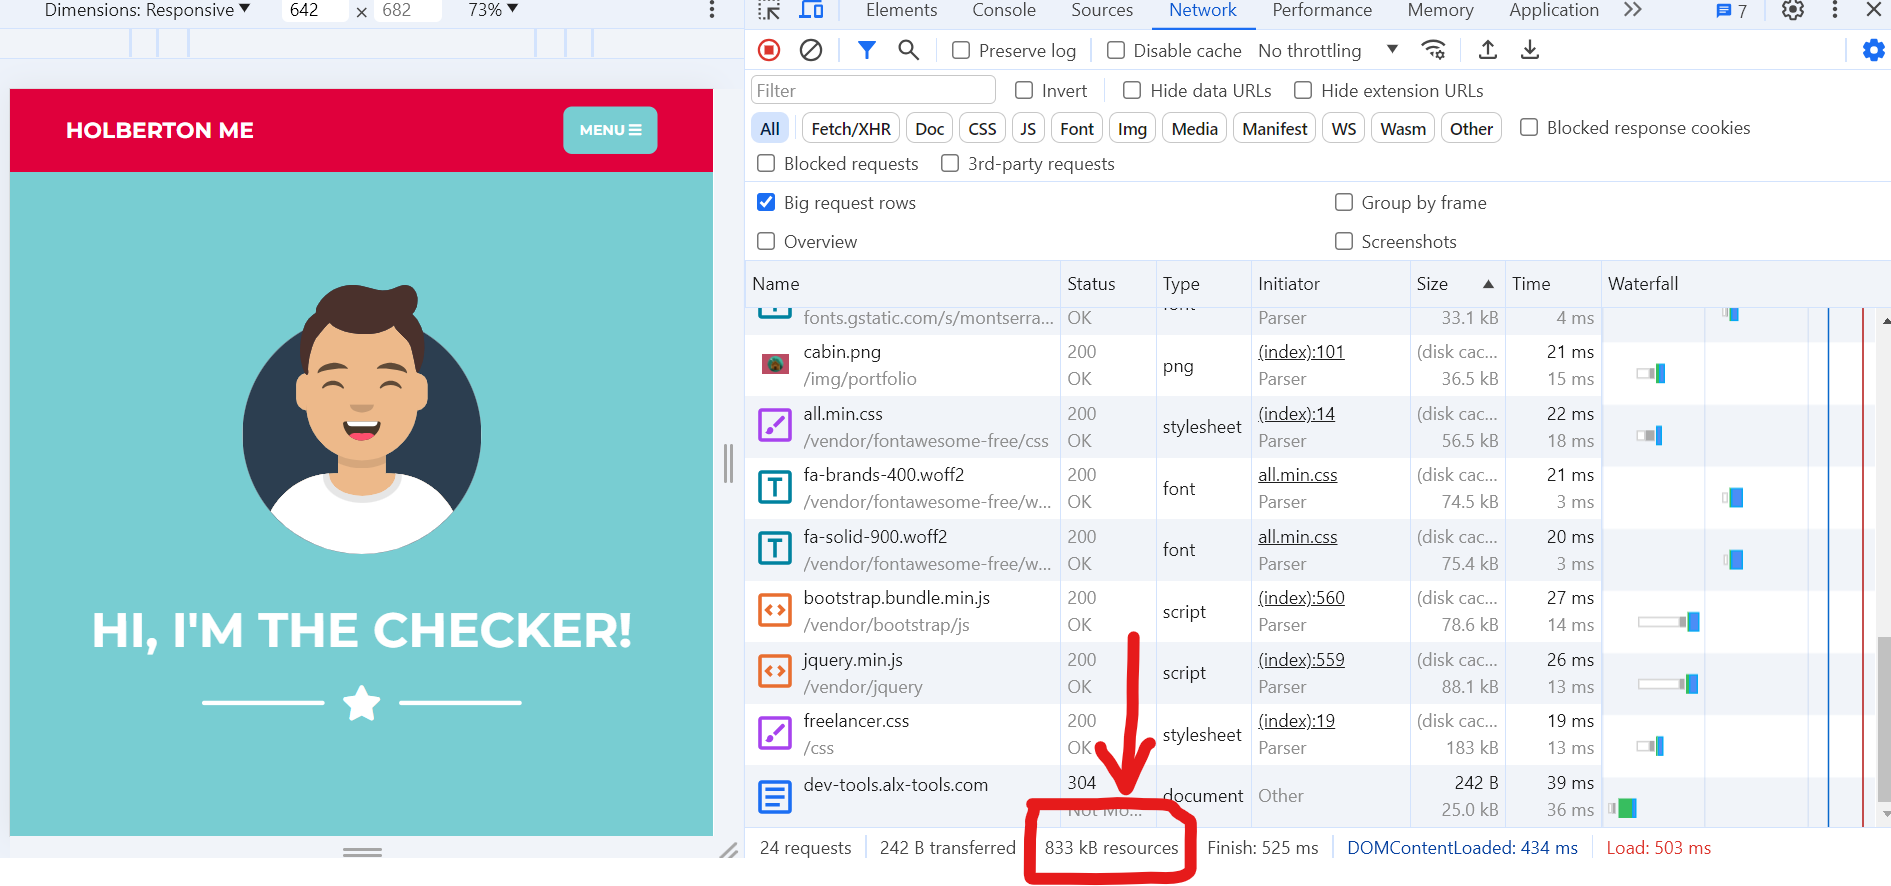 Dimensions: Responsive ▼ 642 × 682 73% ▼
HOLBERTON ME
MENU ☰
HI, I'M THE CHECKER!
Elements Console Sources Network Performance Memory Application 7
Preserve log Disable cache No throttling ▼
Filter Invert Hide data URLs Hide extension URLs
All Fetch/XHR Doc CSS JS Font Img Media Manifest WS Wasm Other Blocked response cookies
Blocked requests 3rd-party requests
Big request rows Group by frame
Overview Screenshots
Name Status Type Initiator Size ▲ Time Waterfall
fonts.gstatic.com/s/montserra... OK font Parser 33.1 kB 4 ms
cabin.png 200 png (index):101 (disk cac... 21 ms
/img/portfolio OK Parser 36.5 kB 15 ms
all.min.css 200 stylesheet (index):14 (disk cac... 22 ms
/vendor/fontawesome-free/css OK Parser 56.5 kB 18 ms
fa-brands-400.woff2 200 font all.min.css (disk cac... 21 ms
/vendor/fontawesome-free/w... OK Parser 74.5 kB 3 ms
fa-solid-900.woff2 200 font all.min.css (disk cac... 20 ms
/vendor/fontawesome-free/w... OK Parser 75.4 kB 3 ms
bootstrap.bundle.min.js 200 script (index):560 (disk cac... 27 ms
/vendor/bootstrap/js OK Parser 78.6 kB 14 ms
jquery.min.js 200 script (index):559 (disk cac... 26 ms
/vendor/jquery OK Parser 88.1 kB 13 ms
freelancer.css 200 stylesheet (index):19 (disk cac... 19 ms
/css OK Parser 183 kB 13 ms
dev-tools.alx-tools.com 304 document Other 242 B 39 ms
Not Mo... 25.0 kB 36 ms
24 requests 242 B transferred 833 kB resources Finish: 525 ms DOMContentLoaded: 434 ms Load: 503 ms